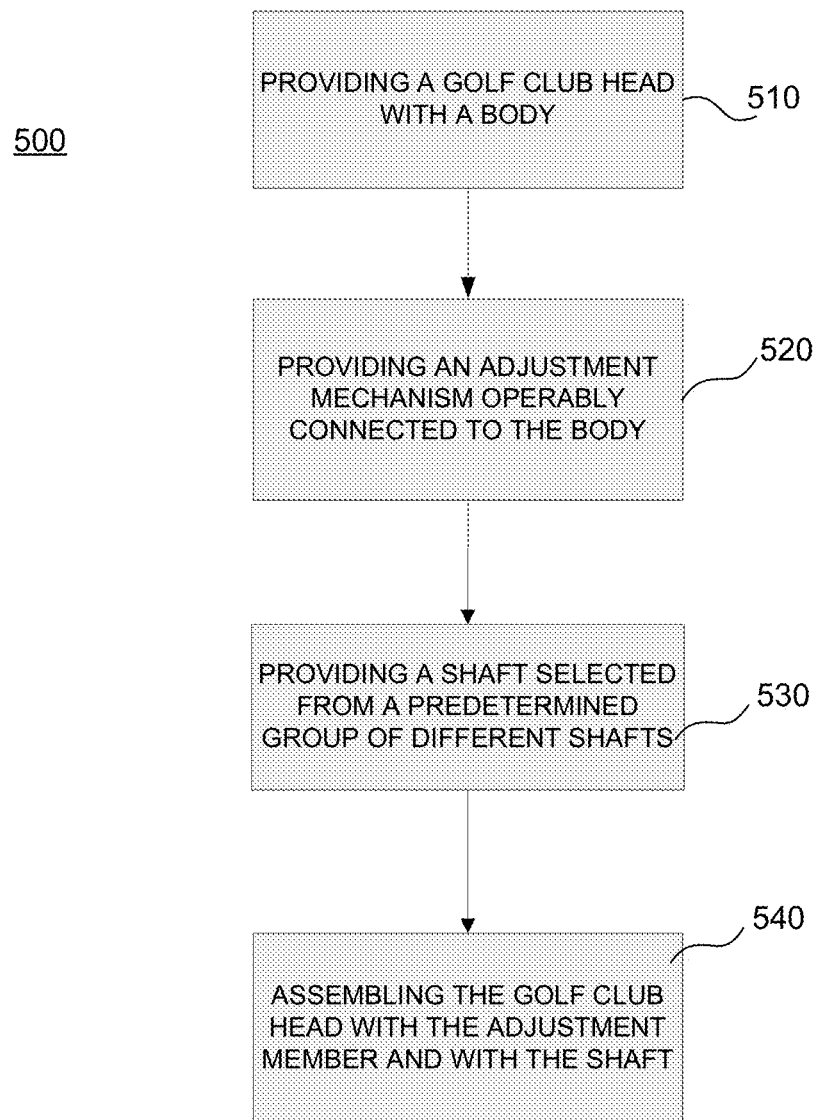 500
PROVIDING A GOLF CLUB HEAD
WITH A BODY
510
PROVIDING AN ADJUSTMENT
MECHANISM OPERABLY
CONNECTED TO THE BODY
520
PROVIDING A SHAFT SELECTED
FROM A PREDETERMINED
GROUP OF DIFFERENT SHAFTS
530
ASSEMBLING THE GOLF CLUB
HEAD WITH THE ADJUSTMENT
MEMBER AND WITH THE SHAFT
540